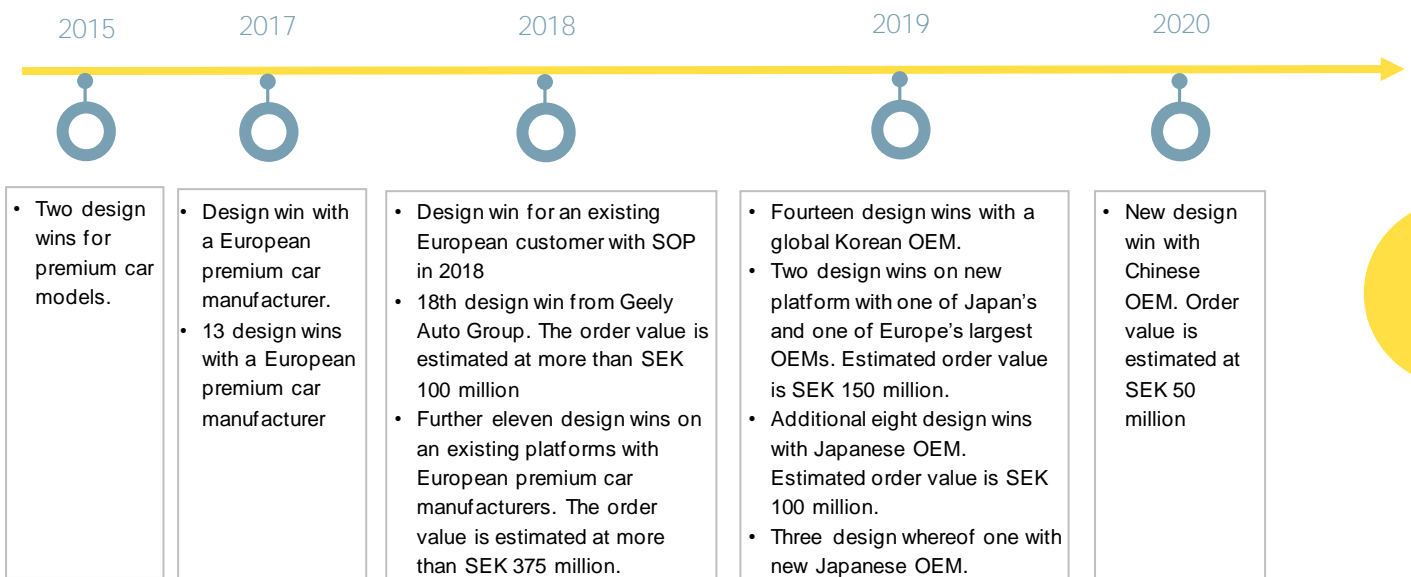 2015
2017
2018
2019
2020
• Two design
wins for
premium car
models.
• Design win with
a European
premium car
manufacturer.
• 13 design wins
with a European
premium car
manufacturer
• Design win for an existing
European customer with SOP
in 2018
• 18th design win from Geely
Auto Group. The order value is
estimated at more than SEK
100 million
• Further eleven design wins on
an existing platforms with
European premium car
manufacturers. The order
value is estimated at more
than SEK 375 million.
• Fourteen design wins with a
global Korean OEM.
• Two design wins on new
platform with one of Japan's
and one of Europe's largest
OEMs. Estimated order value
is SEK 150 million.
• Additional eight design wins
with Japanese OEM.
Estimated order value is SEK
100 million.
• Three design whereof one with
new Japanese OEM.
• New design
win with
Chinese
OEM. Order
value is
estimated at
SEK 50
million